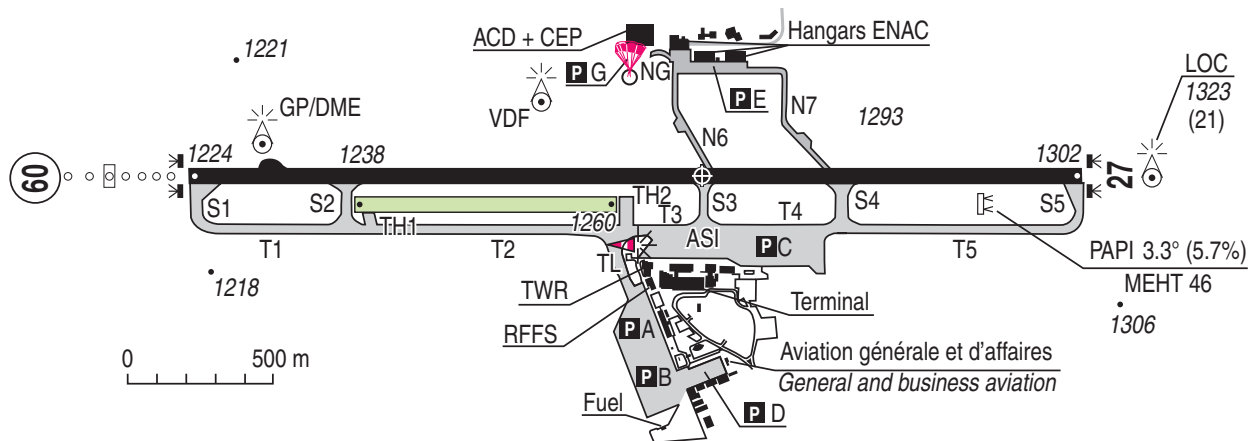 1221
ACD + CEP
Hangars ENAC
P G
NG
P E
N7
LOC
1323
(21)
GP/DME
VDF
N6
1293
1224
1238
1302
09
27
S1
S2
TH1
1260
TH2
T3
S3
T4
S4
S5
T1
T2
TL
ASI
P C
T5
PAPI 3.3° (5.7%)
MEHT 46
1218
TWR
RFFS
P A
Terminal
1306
0
500 m
P B
Aviation générale et d'affaires
General and business aviation
Fuel
P D